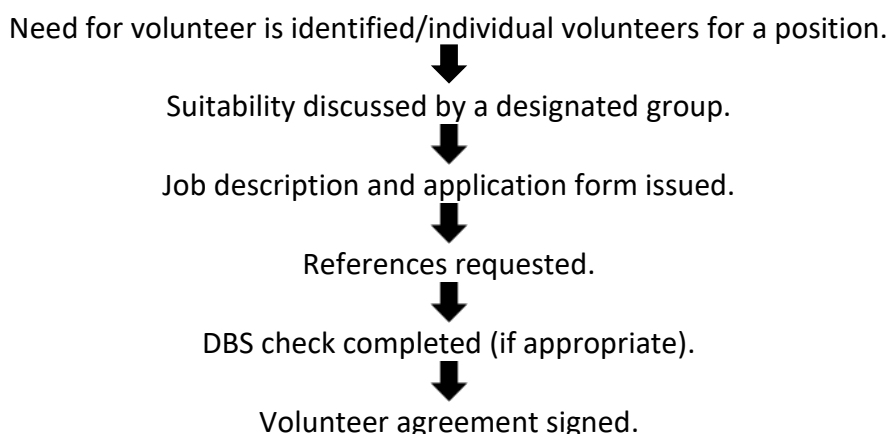 Need for volunteer is identified/individual volunteers for a position.
Suitability discussed by a designated group.
Job description and application form issued.
References requested.
DBS check completed (if appropriate).
Volunteer agreement signed.